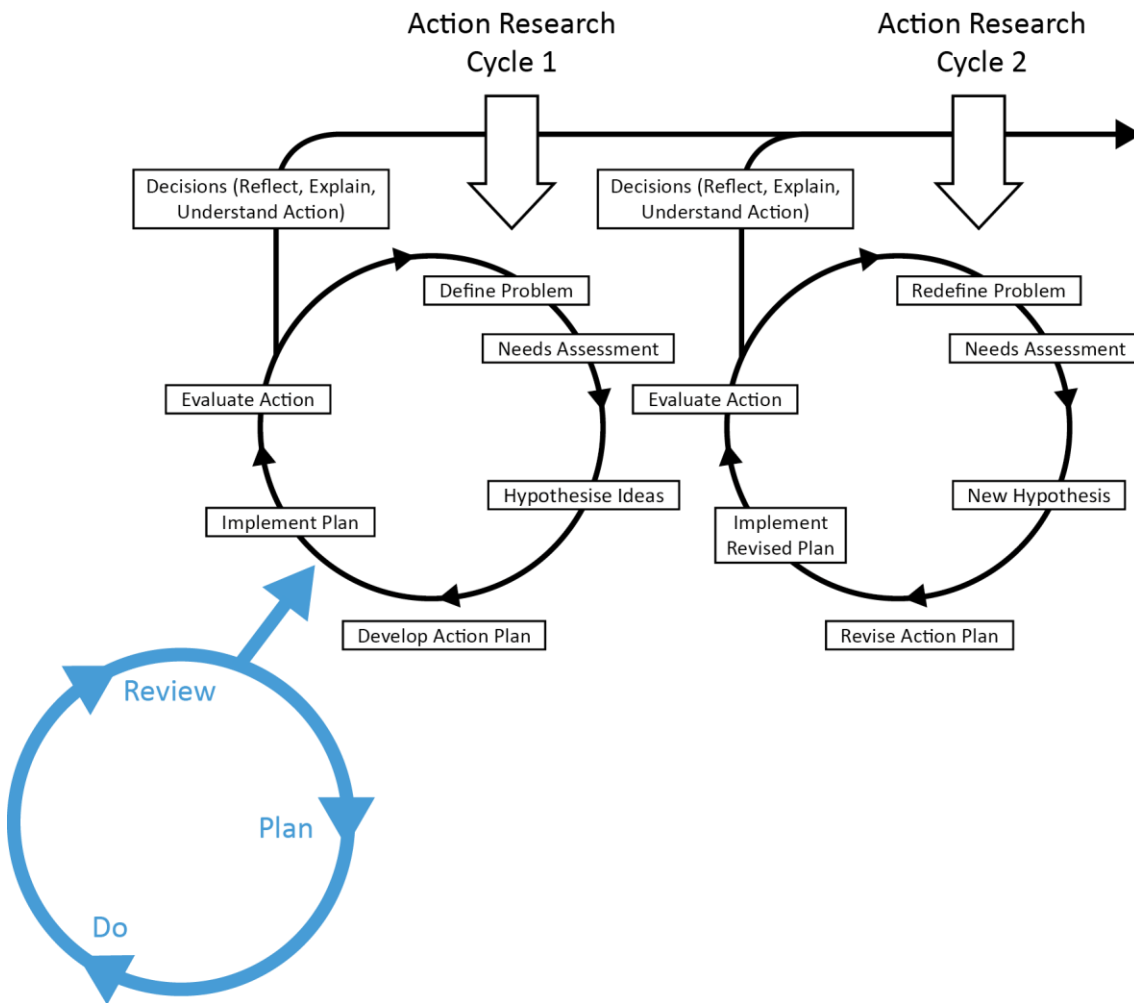 Action Research
Cycle 1
Action Research
Cycle 2
Decisions (Reflect, Explain,
Understand Action)
Decisions (Reflect, Explain,
Understand Action)
Define Problem
Needs Assessment
Evaluate Action
Hypothesise Ideas
Implement Plan
Develop Action Plan
Redefine Problem
Needs Assessment
Evaluate Action
New Hypothesis
Implement
Revised Plan
Revise Action Plan
Review
Plan
Do